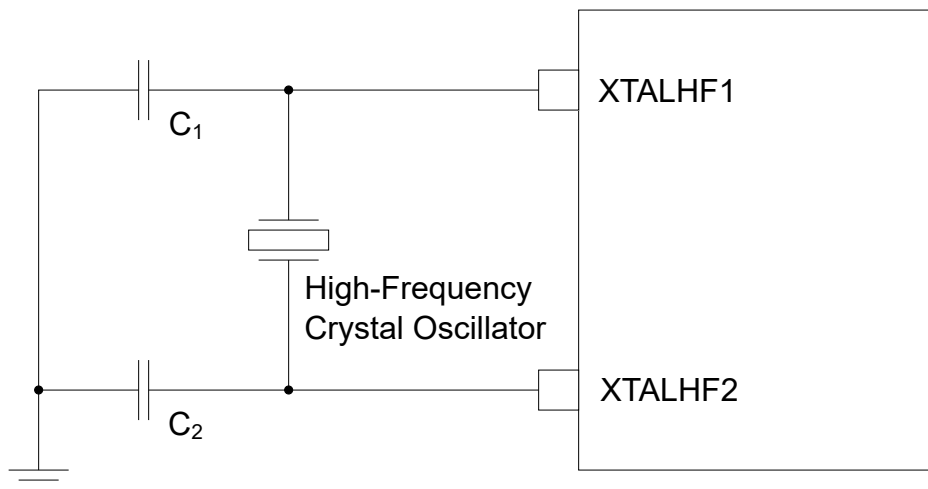 XTALHF1
C₁
High-Frequency
Crystal Oscillator
XTALHF2
C₂